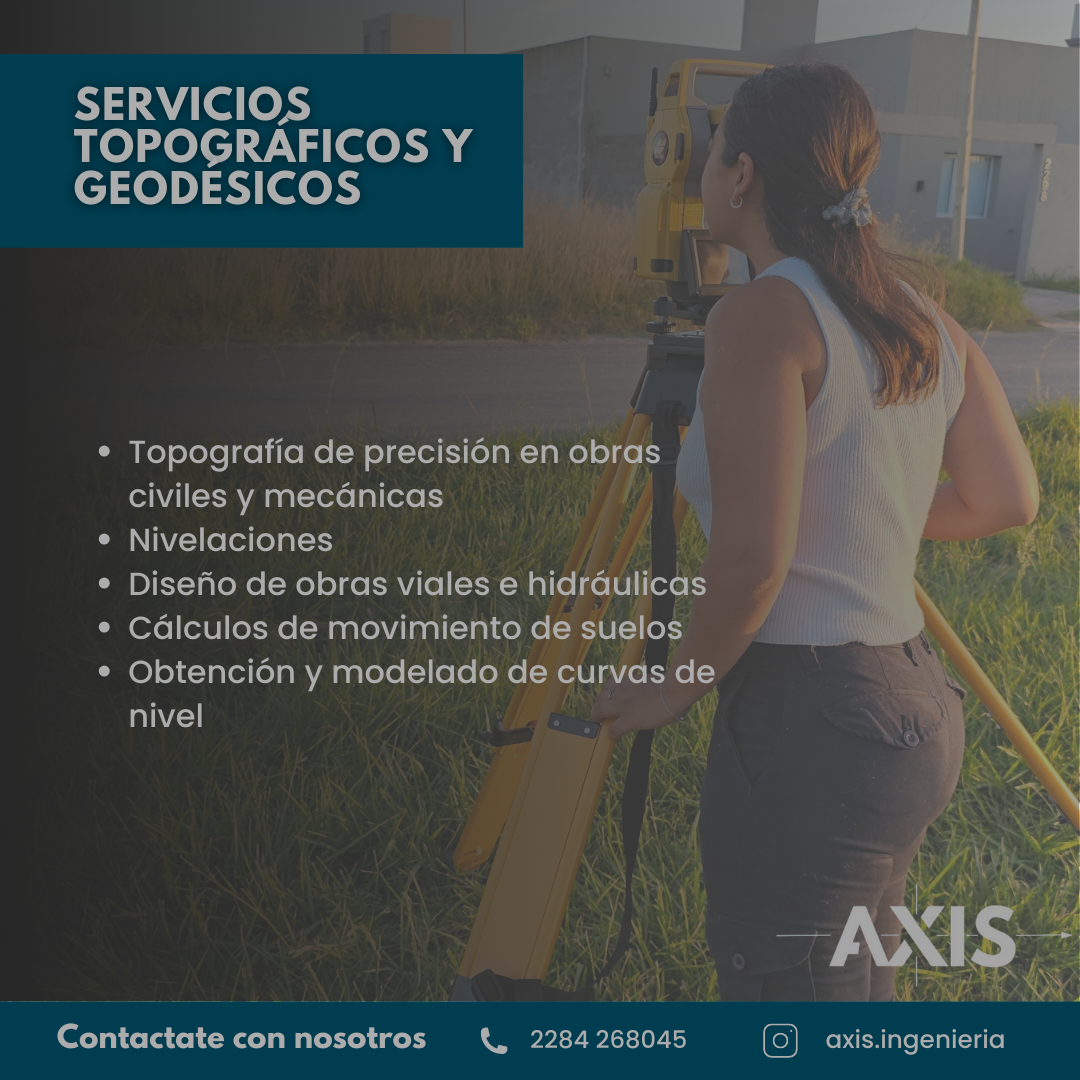 SERVICIOS
TOPOGRÁFICOS Y
GEODÉSICOS
• Topografía de precisión en obras
civiles y mecánicas
• Nivelaciones
• Diseño de obras viales e hidráulicas
• Cálculos de movimiento de suelos
• Obtención y modelado de curvas de
nivel
AXIS
Contactate con nosotros
2284 268045
axis.ingenieria